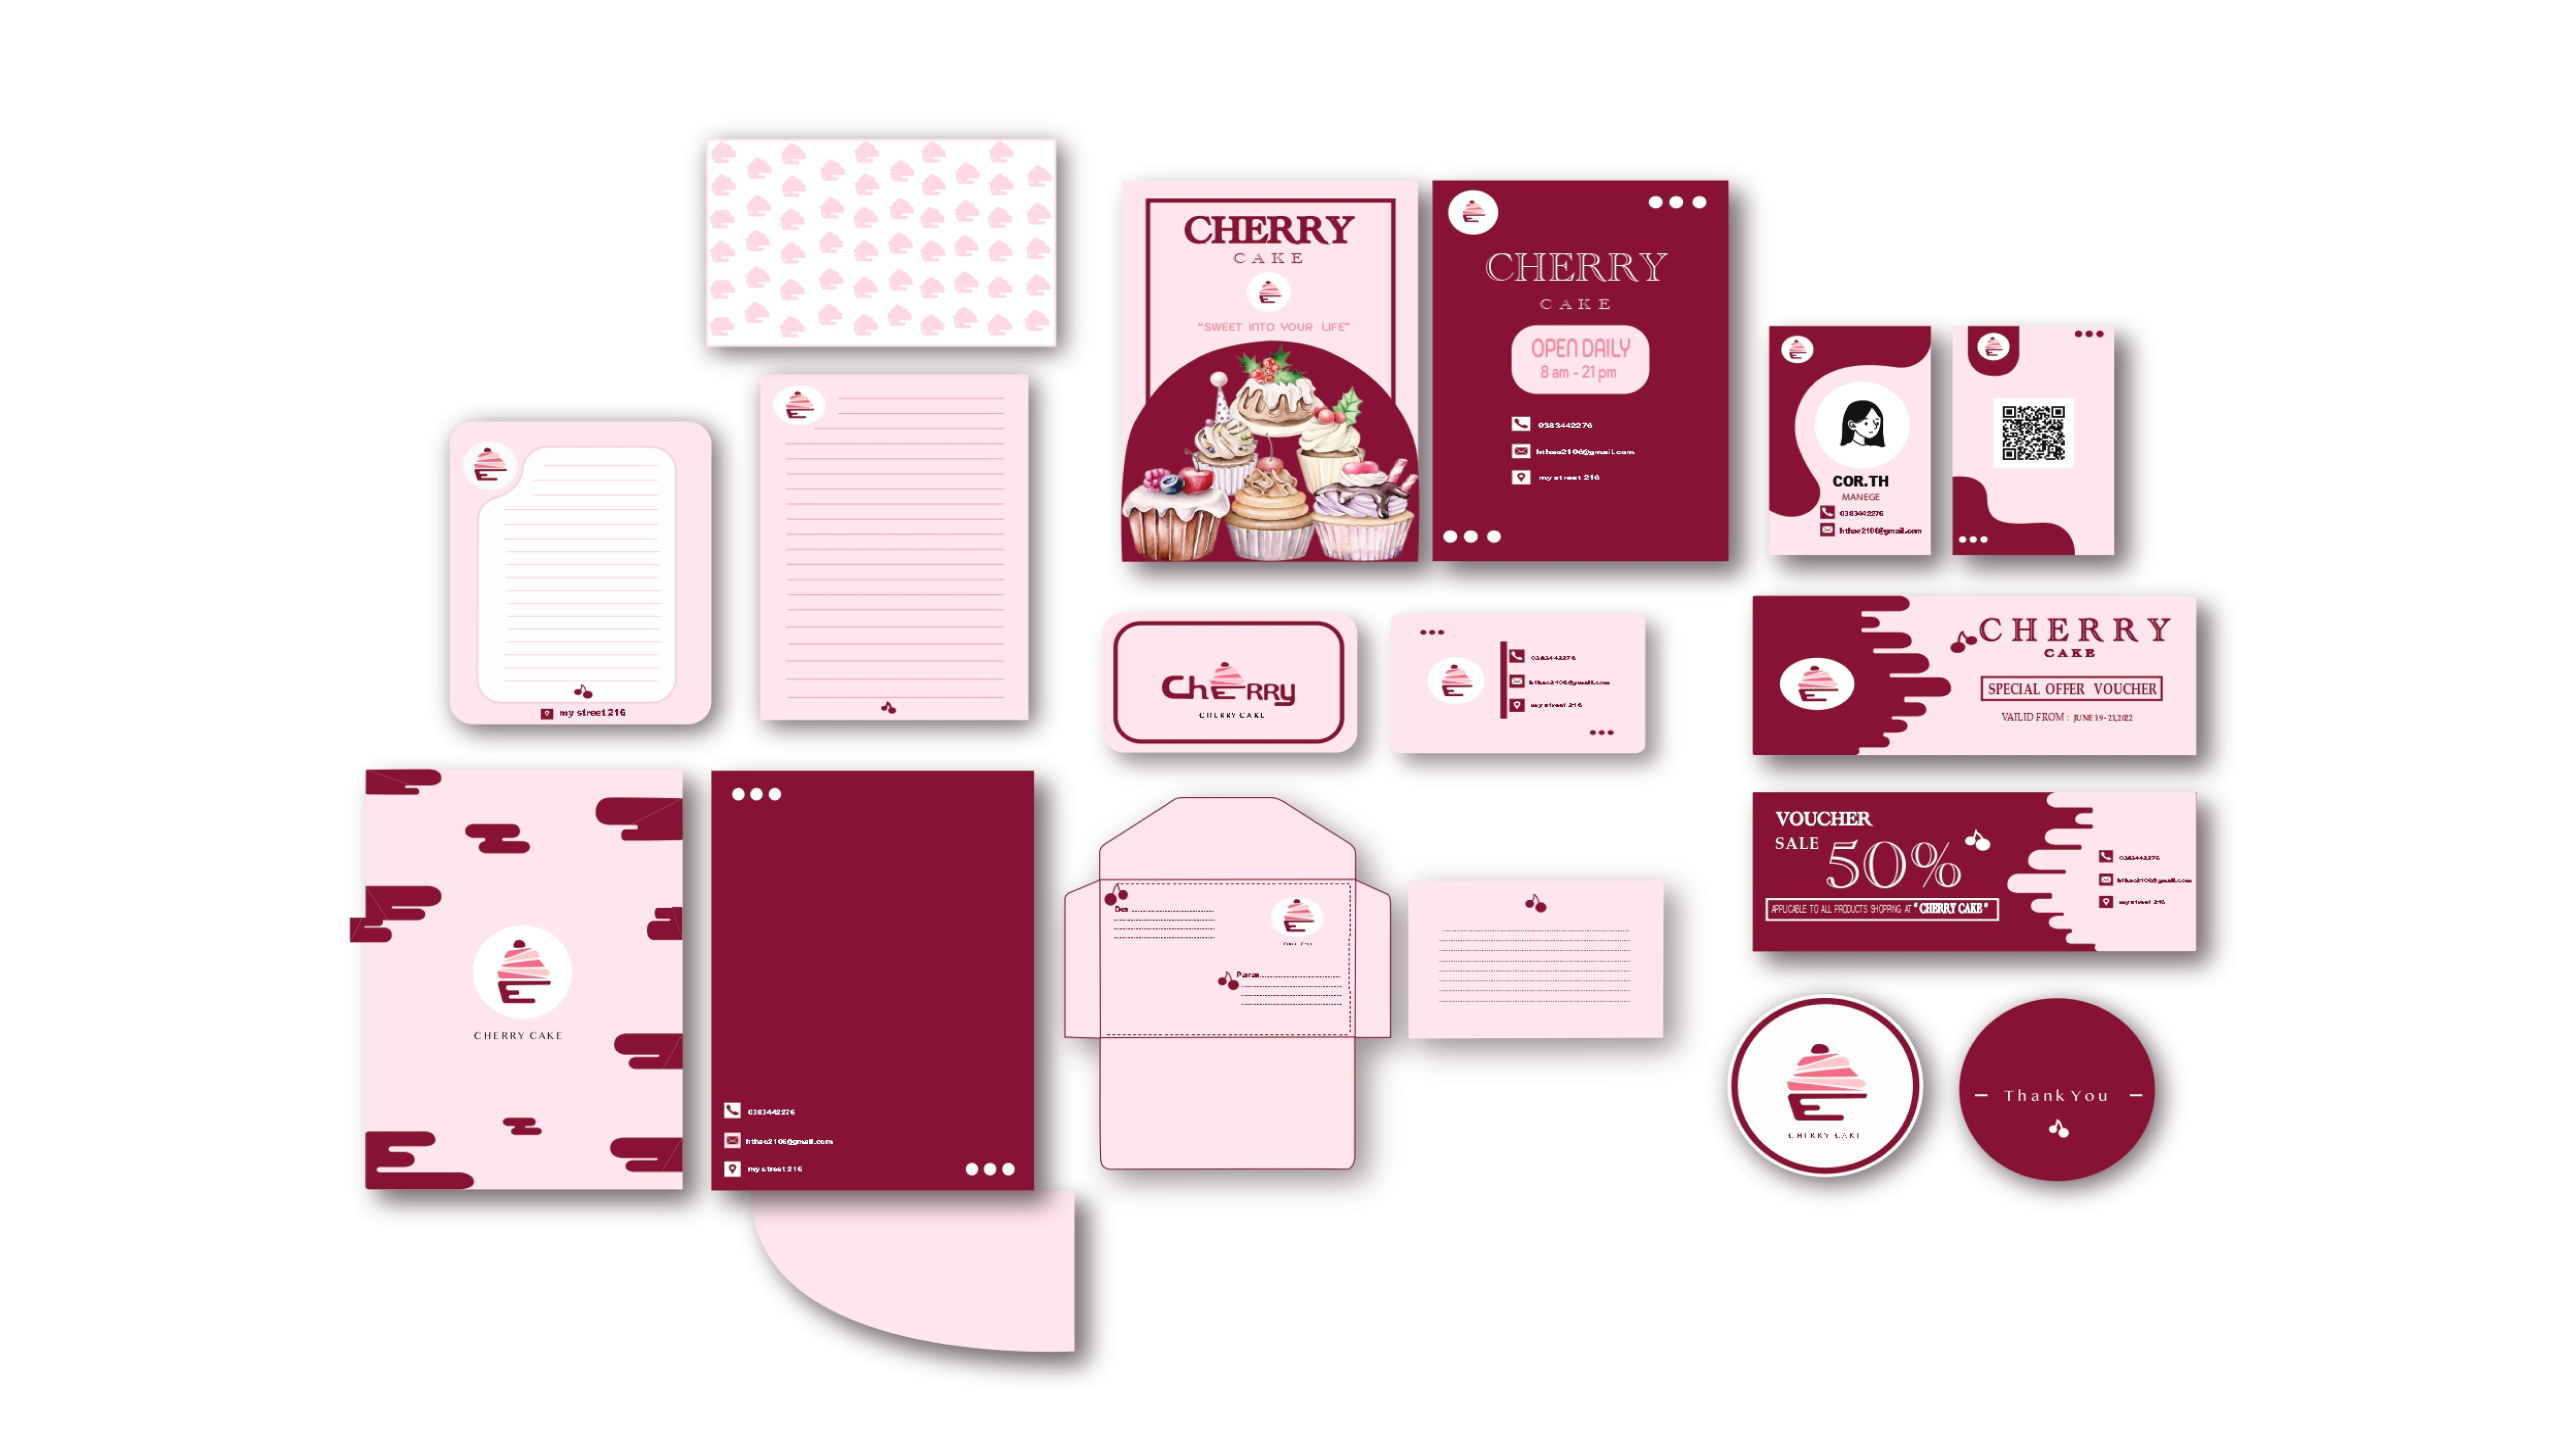 CHERRY
CAKE
"SWEET INTO YOUR LIFE"
CHERRY
CAKE
OPEN DAILY
8 am - 21 pm
0383442276
hthao2106@gmail.com
my street 216
COR.TH
MANEGE
0383442276
hthao2106@gmail.com
my street 216
ChERRy
CHERRY CAKE
0383442276
hthao2106@gmail.com
my street 216
CHERRY
CAKE
SPECIAL OFFER VOUCHER
VAILID FROM : JUNE 19-21,2022
VOUCHER
SALE 50%
APPLICABLE TO ALL PRODUCTS SHOPPING AT "CHERRY CAKE"
0383442276
hthao2106@gmail.com
my street 216
CHERRY CAKE
0383442276
hthao2106@gmail.com
my street 216
CHERRY CAKE
Thank You